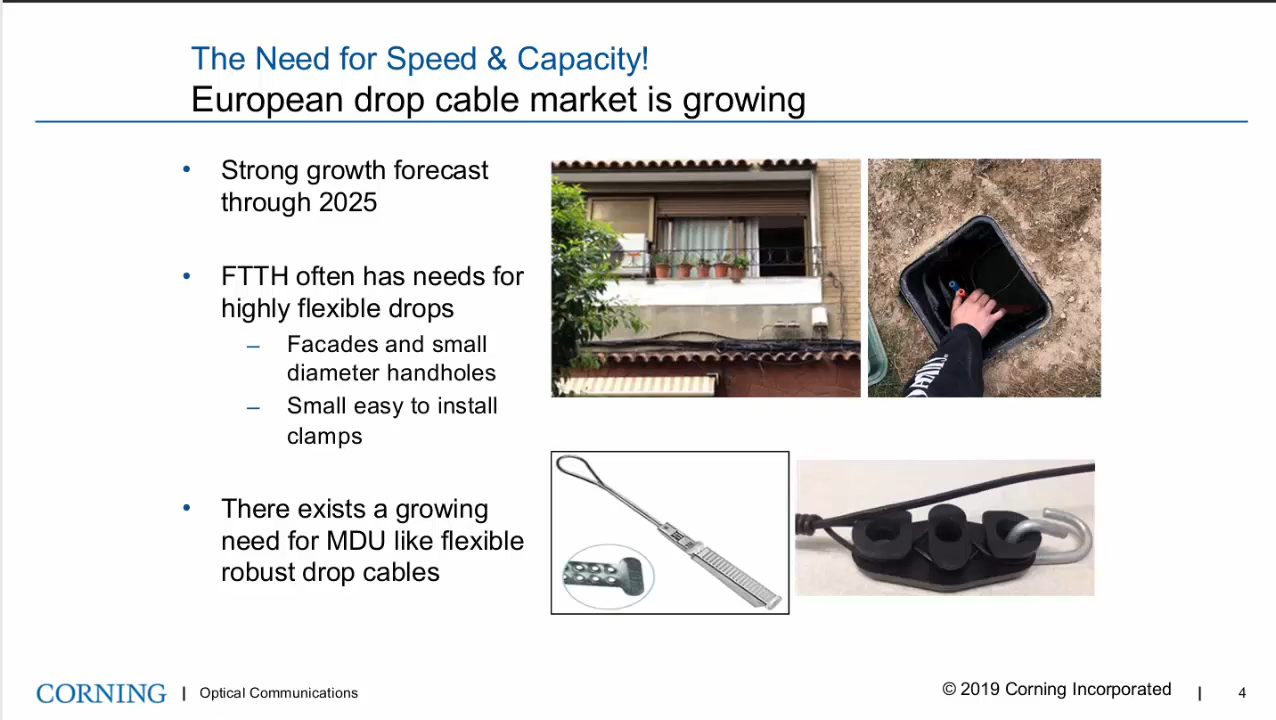 The Need for Speed & Capacity!
European drop cable market is growing
• Strong growth forecast
through 2025
• FTTH often has needs for
highly flexible drops
– Facades and small
diameter handholes
– Small easy to install
clamps
• There exists a growing
need for MDU like flexible
robust drop cables
CORNING | Optical Communications
© 2019 Corning Incorporated | 4